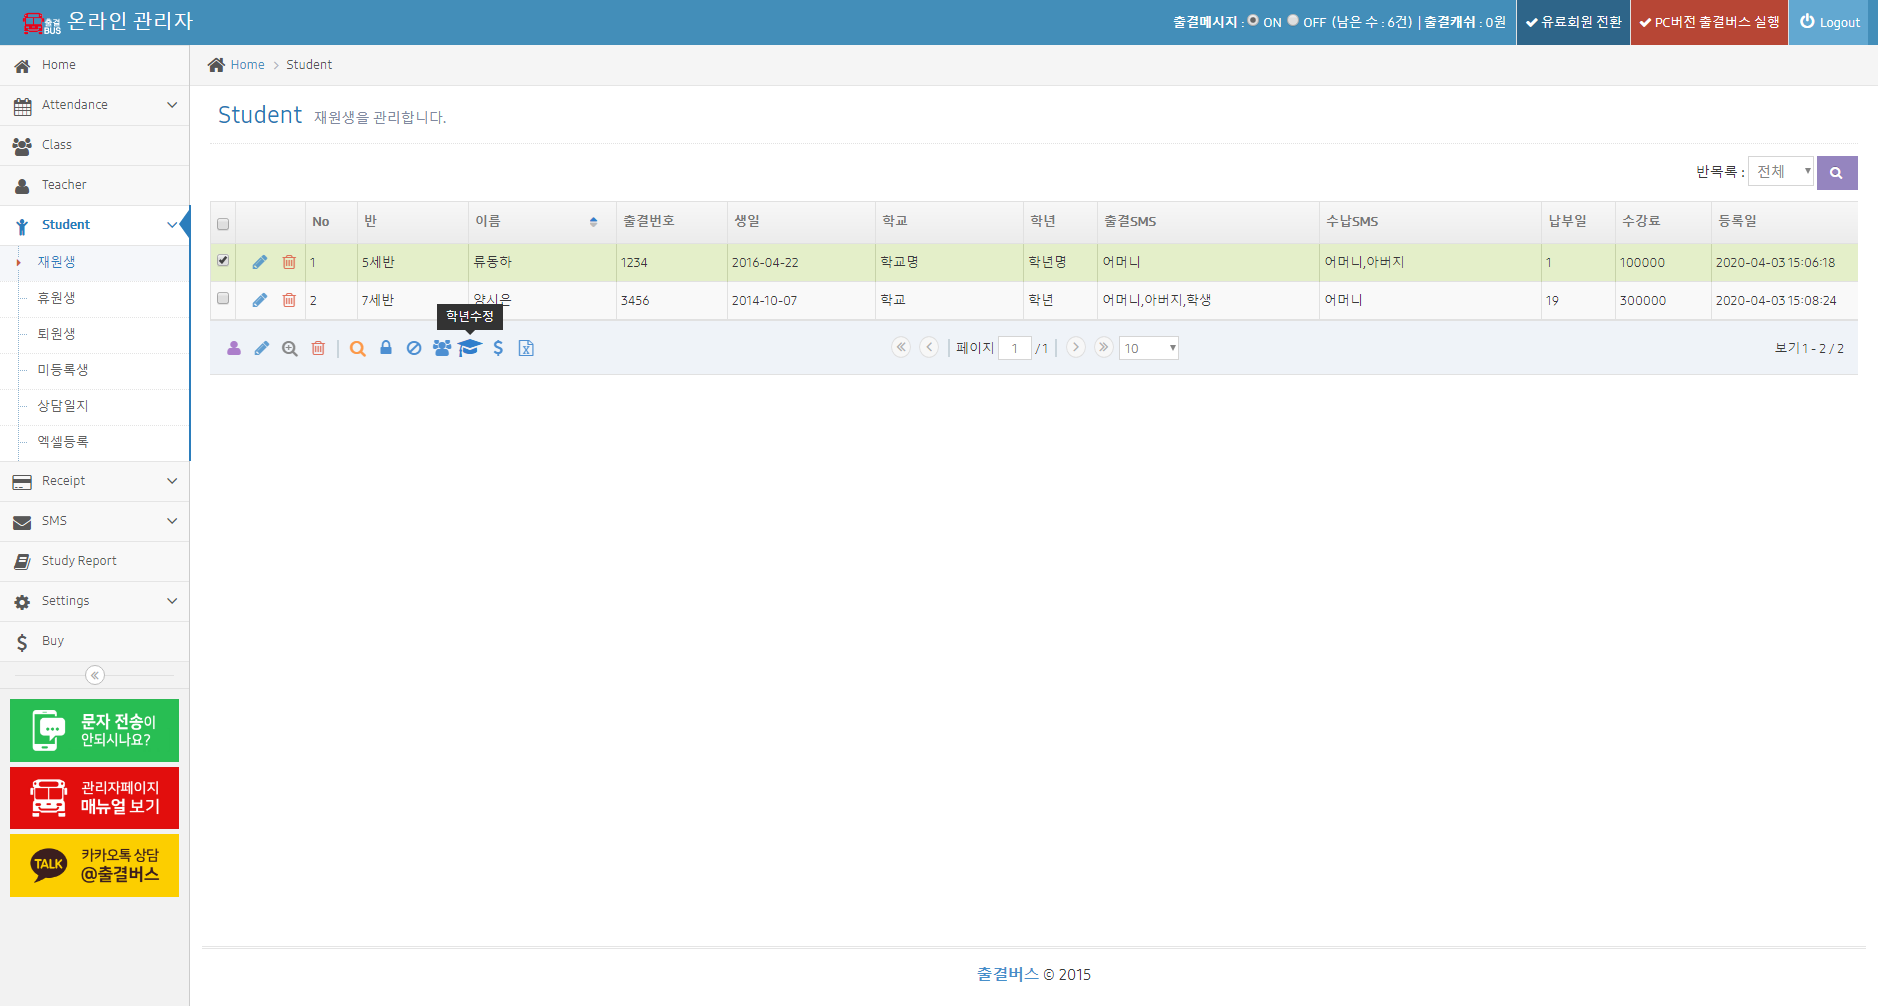 출결
BUS 온라인 관리자
출결메시지 : ON OFF (남은 수 : 6건) | 출결캐쉬 : 0원 유료회원 전환 PC버전 출결버스 실행 Logout
Home
Attendance
Class
Teacher
Student
재원생
휴원생
퇴원생
미등록생
상담일지
엑셀등록
Receipt
SMS
Study Report
Settings
Buy
문자 전송이
안되시나요?
관리자페이지
매뉴얼 보기
TALK
카카오톡 상담
@출결버스
Home > Student
Student 재원생을 관리합니다.
반목록 : 전체
No 반 이름 출결번호 생일 학교 학년 출결SMS 수납SMS 납부일 수강료 등록일
1 5세반 류동하 1234 2016-04-22 학교명 학년명 어머니 어머니,아버지 1 100000 2020-04-03 15:06:18
2 7세반 양시은 3456 2014-10-07 학교 학년 어머니,아버지,학생 어머니 19 300000 2020-04-03 15:08:24
학년수정
페이지 1 / 1 10 보기 1 - 2 / 2
출결버스 © 2015